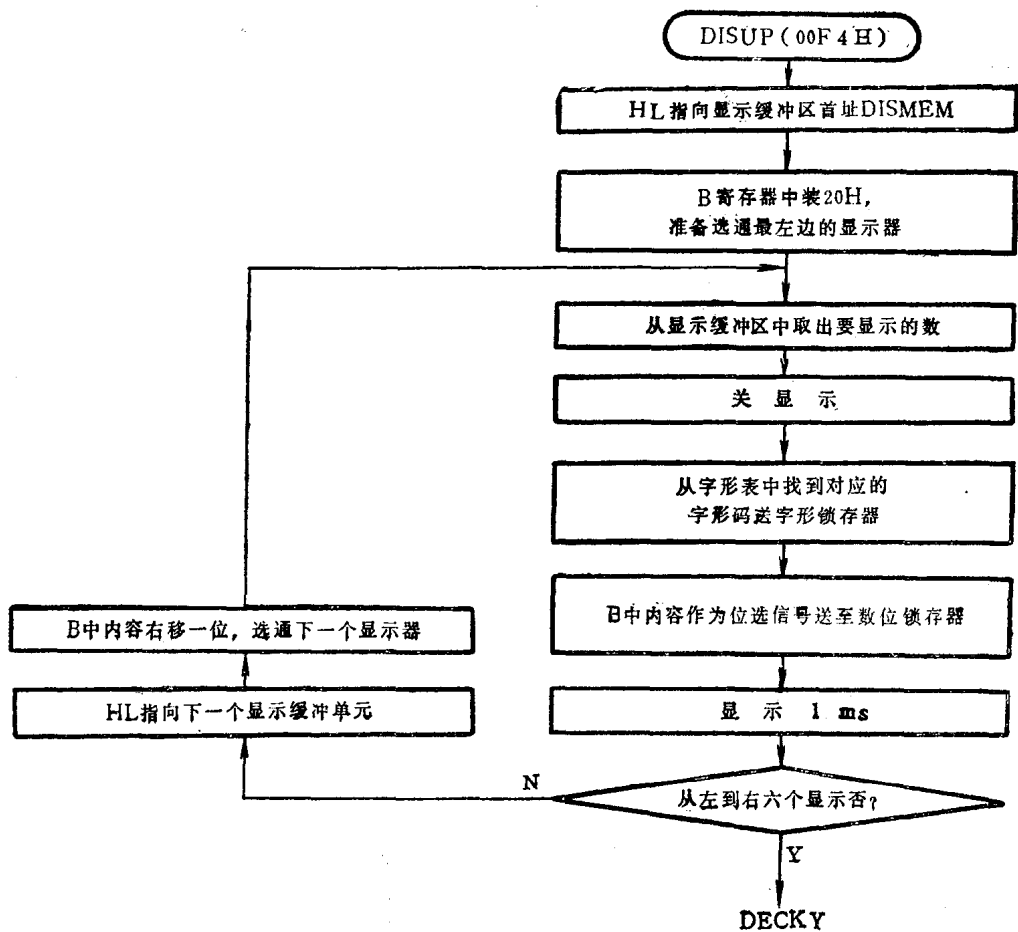 DISUP(00F4H)
HL指向显示缓冲区首址DISMEM
B寄存器中装20H,
准备选通最左边的显示器
从显示缓冲区中取出要显示的数
关 显 示
从字形表中找到对应的
字形码送字形锁存器
B中内容作为位选信号送至数位锁存器
显 示 1 ms
从左到右六个显示否?
N
HL指向下一个显示缓冲单元
B中内容右移一位,选通下一个显示器
Y
DECKY